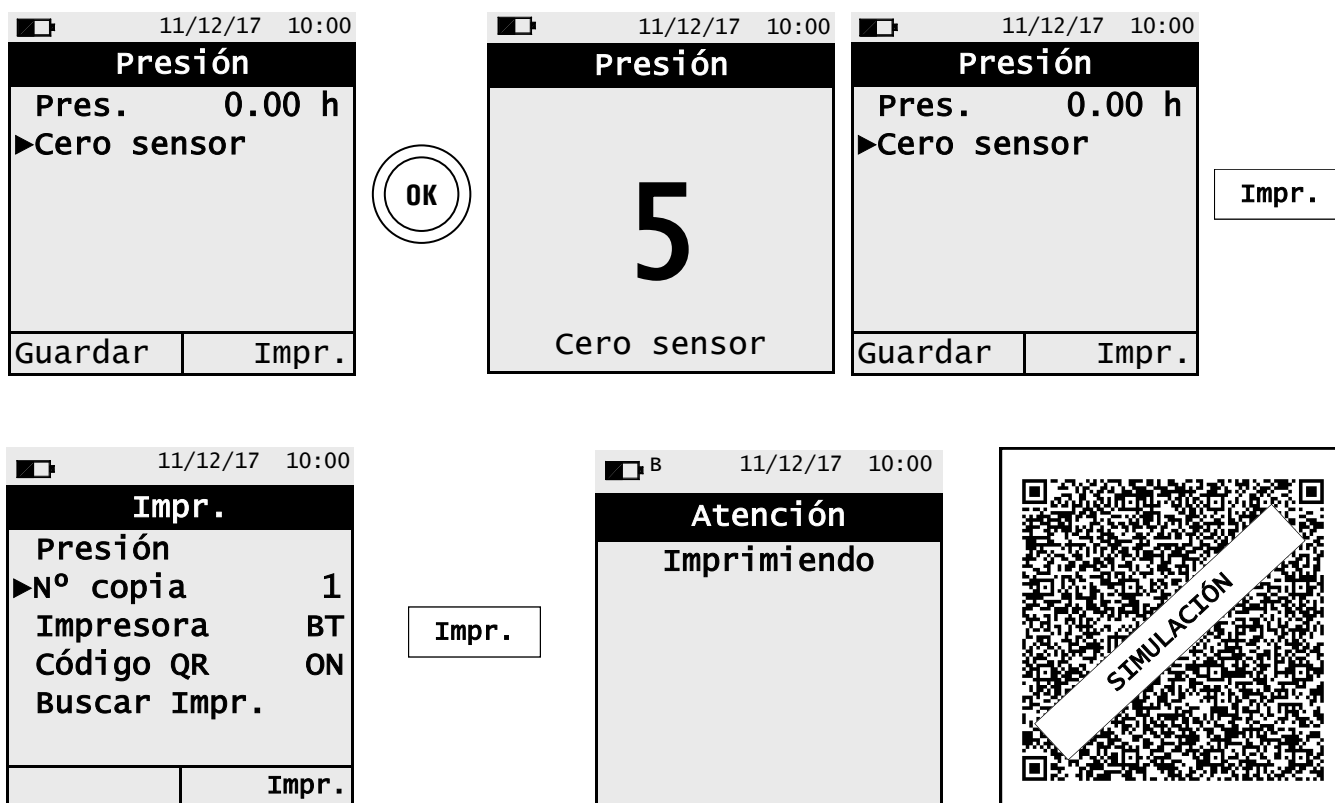 11/12/17 10:00
Presión
Pres. 0.00 h
►Cero sensor
Guardar Impr.
OK
11/12/17 10:00
Presión
5
Cero sensor
11/12/17 10:00
Presión
Pres. 0.00 h
►Cero sensor
Guardar Impr.
Impr.
11/12/17 10:00
Impr.
Presión
►Nº copia 1
Impresora BT
Código QR ON
Buscar Impr.
Impr.
Impr.
B 11/12/17 10:00
Atención
Imprimiendo
SIMULACIÓN